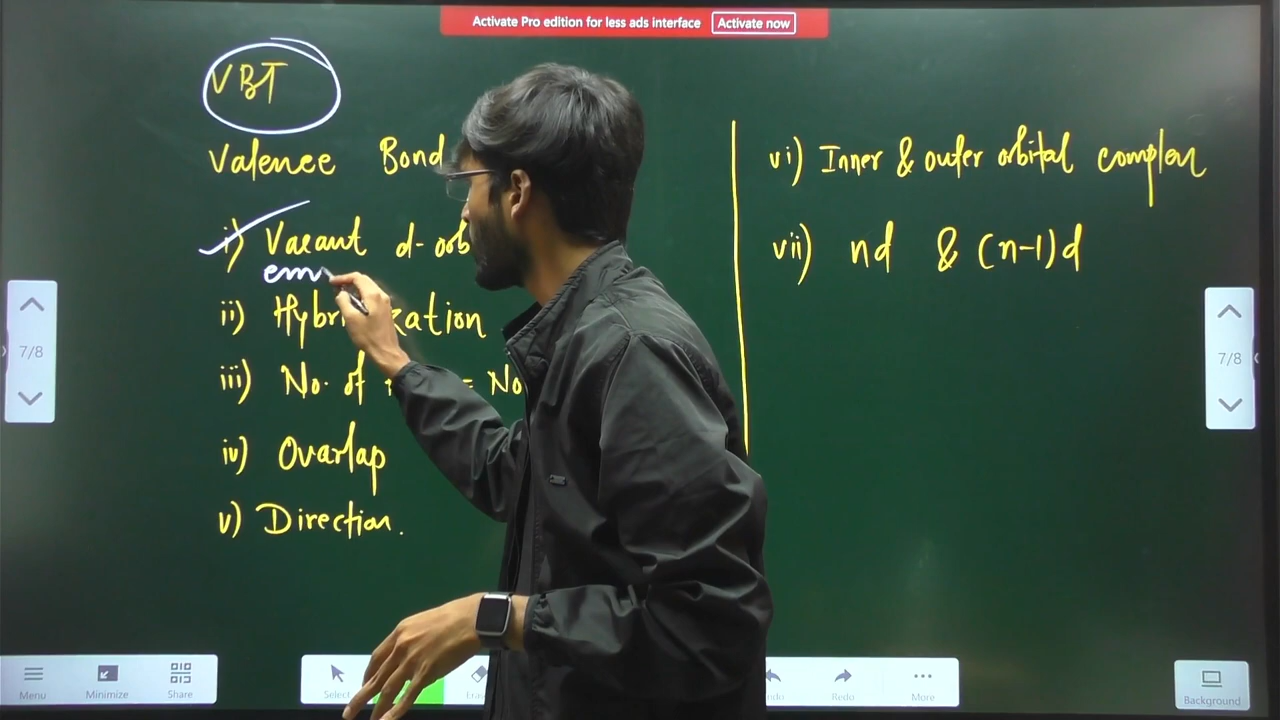 Activate Pro edition for less ads interface Activate now
VBT
Valence Bond
i) Vacant d-orb
em
ii) Hybri zation
iii) No. of = No
iv) Overlap
v) Direction.
vi) Inner & outer orbital complex
vii) nd & (n-1)d
7/8
7/8
Menu Minimize Share Select Eras ndo Redo More Background